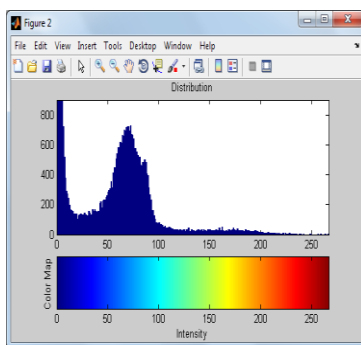 Figure 2
File Edit View Insert Tools Desktop Window Help
Distribution
800
600
400
200
0
0 50 100 150 200 250
Color Map
0 50 100 150 200 250
Intensity